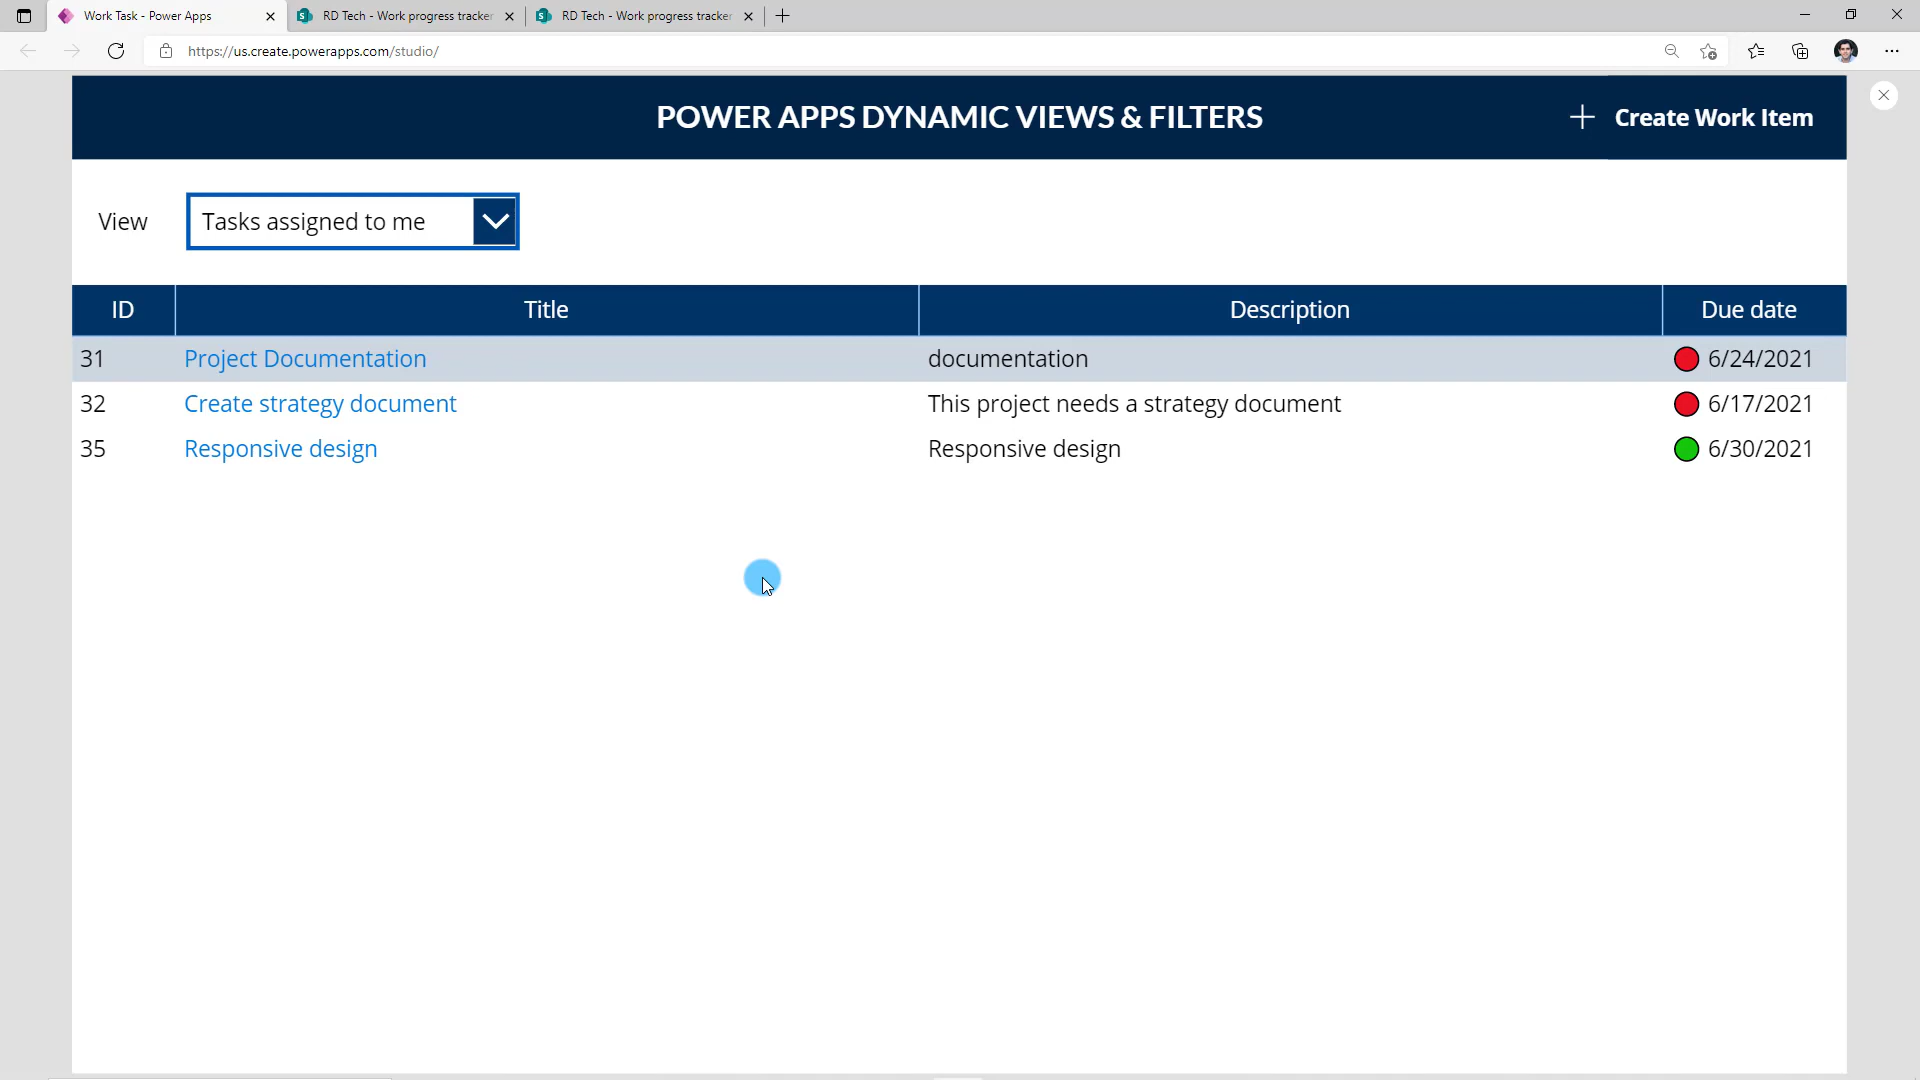 Work Task - Power Apps
RD Tech - Work progress tracker
RD Tech - Work progress tracker
https://us.create.powerapps.com/studio/
POWER APPS DYNAMIC VIEWS & FILTERS
Create Work Item
View
Tasks assigned to me
ID Title Description Due date
31 Project Documentation documentation 6/24/2021
32 Create strategy document This project needs a strategy document 6/17/2021
35 Responsive design Responsive design 6/30/2021